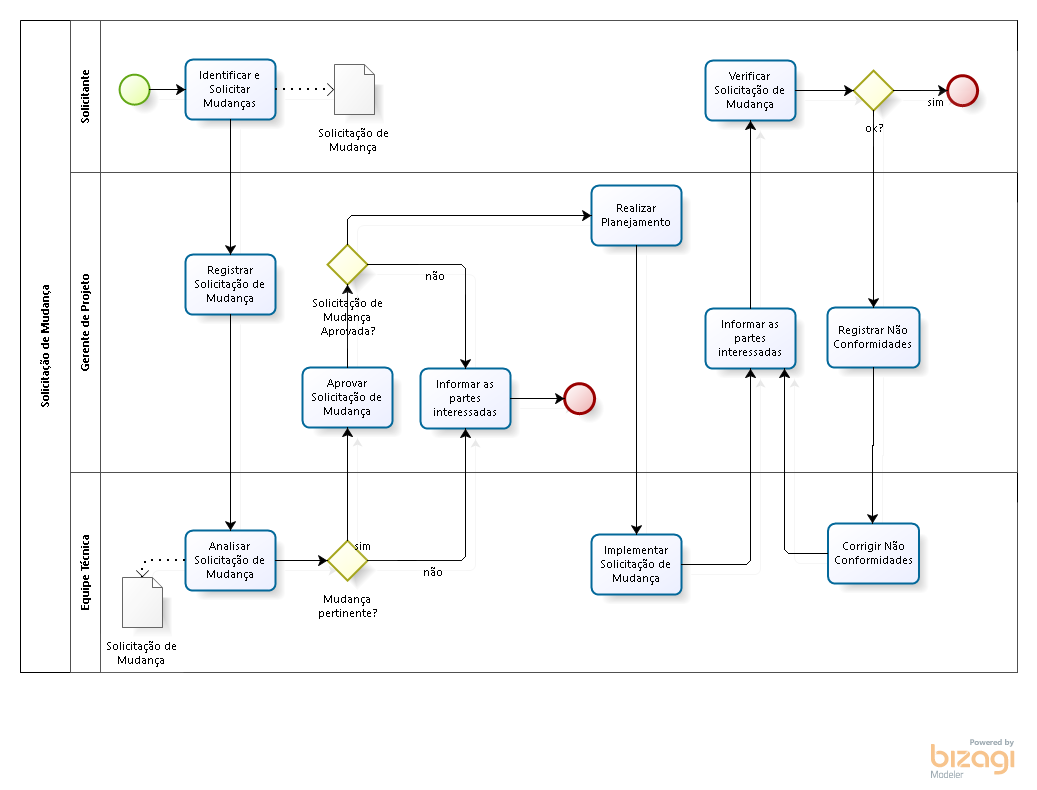 Solicitação de Mudança
Solicitante
Identificar e
Solicitar
Mudanças
Solicitação de
Mudança
Verificar
Solicitação de
Mudança
ok?
sim
Gerente de Projeto
Registrar
Solicitação de
Mudança
Solicitação de
Mudança
Aprovada?
não
Aprovar
Solicitação de
Mudança
Informar as
partes
interessadas
Realizar
Planejamento
Informar as
partes
interessadas
Registrar Não
Conformidades
Equipe Técnica
Analisar
Solicitação de
Mudança
Solicitação de
Mudança
sim
não
Mudança
pertinente?
Implementar
Solicitação de
Mudança
Corrigir Não
Conformidades
Powered by
bizagi
Modeler